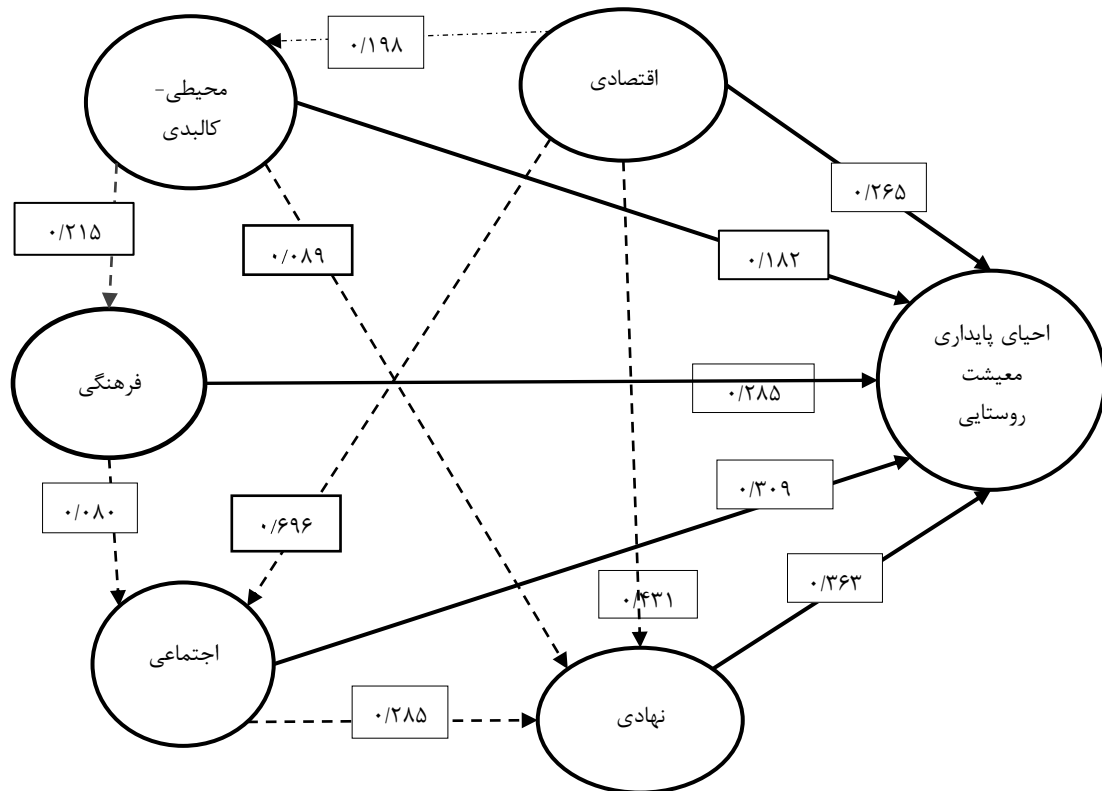 ۰/۱۹۸
اقتصادی
محیطی-
کالبدی
۰/۲۶۵
۰/۲۱۵
۰/۰۸۹
۰/۱۸۲
احیای پایداری
معیشت
روستایی
فرهنگی
۰/۲۸۵
۰/۳۰۹
۰/۰۸۰
۰/۶۹۶
۰/۴۳۱
۰/۳۶۳
اجتماعی
۰/۲۸۵
نهادی